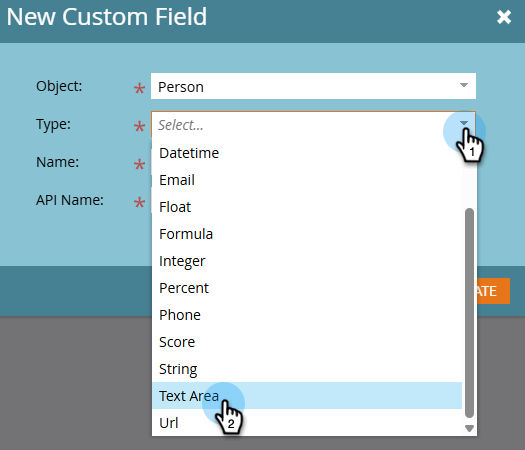 New Custom Field
Object: * Person
Type: * Select...
1
Datetime
Name: *
Email
API Name: *
Float
Formula
Integer
Percent
ATE
Phone
Score
String
Text Area
2
Url